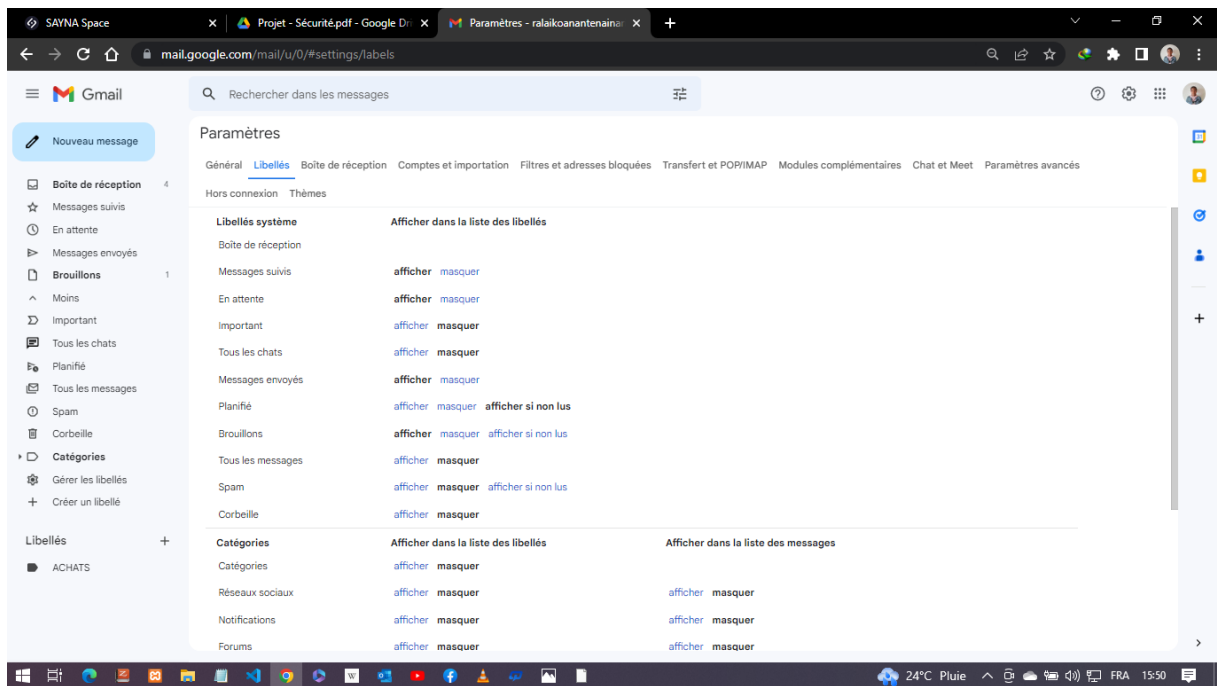 SAYNA Space
Projet - Sécurité.pdf - Google Dri
Paramètres - ralaikoanantenainar
mail.google.com/mail/u/0/#settings/labels
Gmail
Rechercher dans les messages
Nouveau message
Boîte de réception 4
Messages suivis
En attente
Messages envoyés
Brouillons 1
Moins
Important
Tous les chats
Planifié
Tous les messages
Spam
Corbeille
Catégories
Gérer les libellés
Créer un libellé
Libellés
ACHATS
Paramètres
Général Libellés Boîte de réception Comptes et importation Filtres et adresses bloquées Transfert et POP/IMAP Modules complémentaires Chat et Meet Paramètres avancés
Hors connexion Thèmes
Libellés système Afficher dans la liste des libellés
Boîte de réception
Messages suivis afficher masquer
En attente afficher masquer
Important afficher masquer
Tous les chats afficher masquer
Messages envoyés afficher masquer
Planifié afficher masquer afficher si non lus
Brouillons afficher masquer afficher si non lus
Tous les messages afficher masquer
Spam afficher masquer afficher si non lus
Corbeille afficher masquer
Catégories Afficher dans la liste des libellés Afficher dans la liste des messages
Catégories afficher masquer
Réseaux sociaux afficher masquer afficher masquer
Notifications afficher masquer afficher masquer
Forums afficher masquer afficher masquer
24°C Pluie FRA 15:50